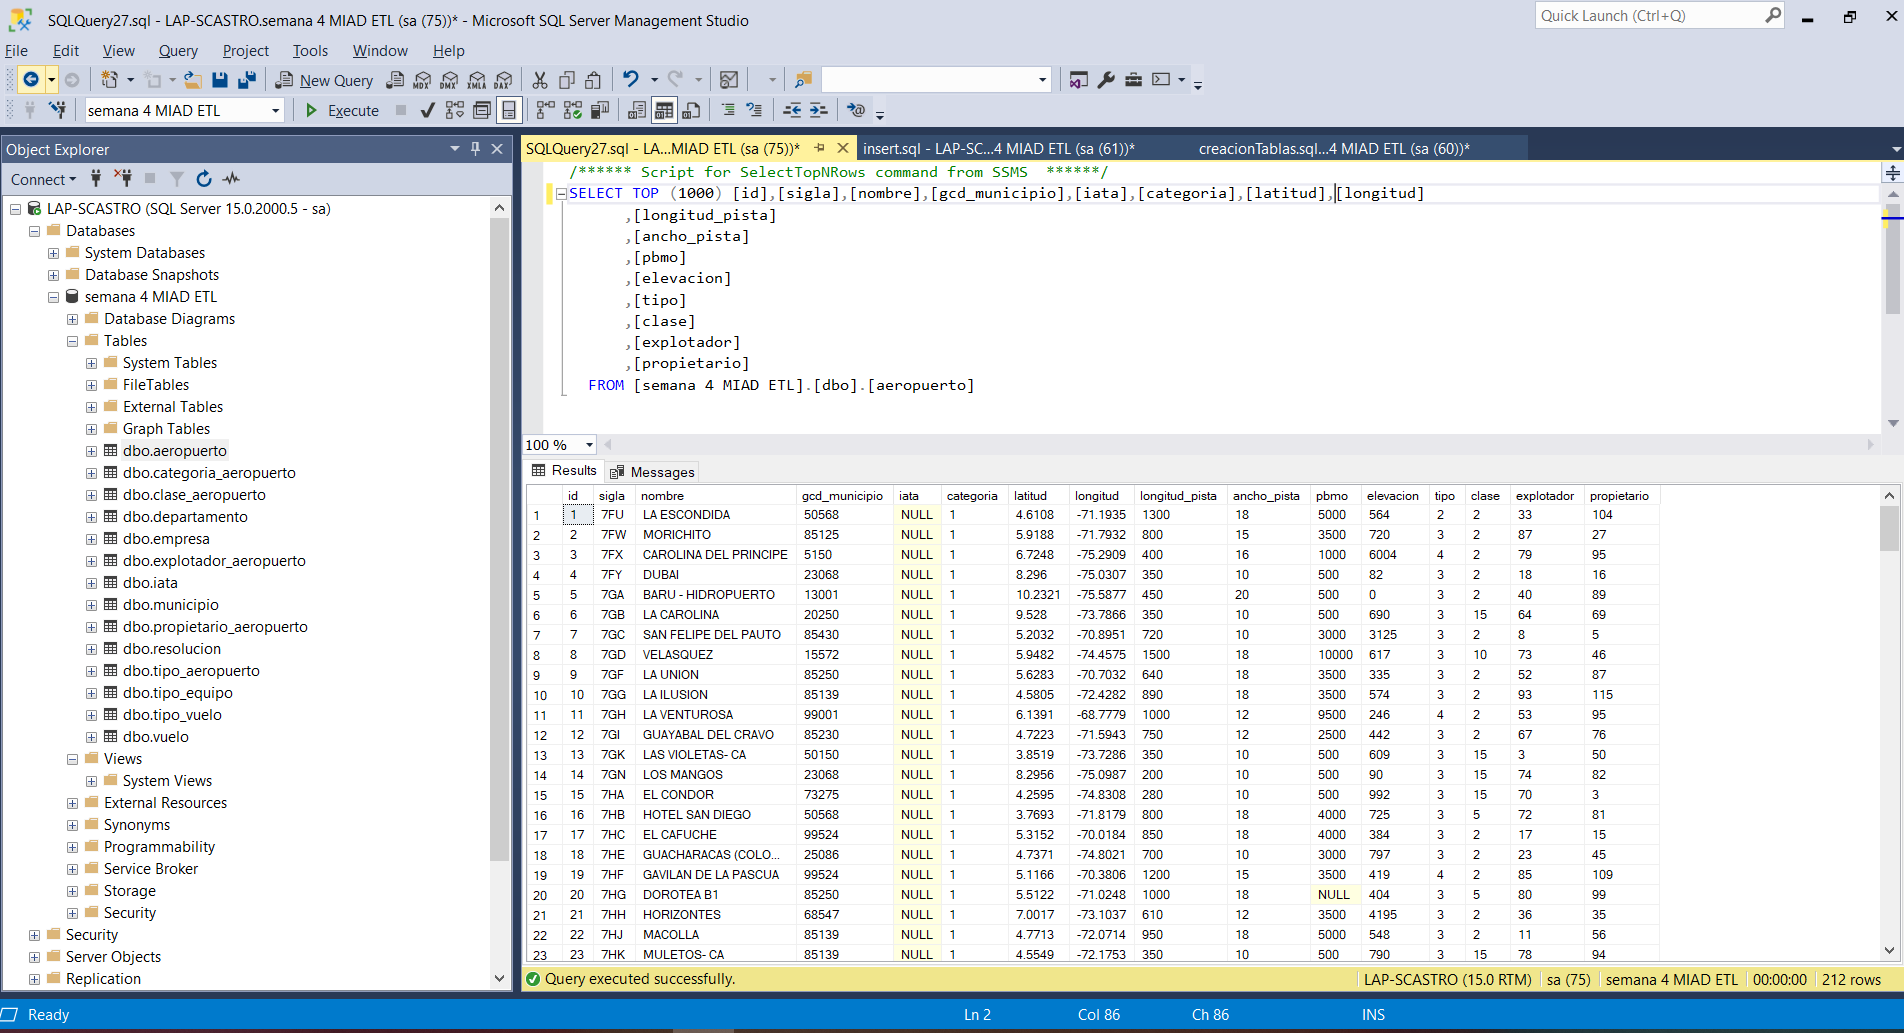 SQLQuery27.sql - LAP-SCASTRO.semana 4 MIAD ETL (sa (75))* - Microsoft SQL Server Management Studio
Quick Launch (Ctrl+Q)
File Edit View Query Project Tools Window Help
New Query MDX DMX XMLA DAX
semana 4 MIAD ETL Execute
Object Explorer
Connect
LAP-SCASTRO (SQL Server 15.0.2000.5 - sa)
Databases
System Databases
Database Snapshots
semana 4 MIAD ETL
Database Diagrams
Tables
System Tables
FileTables
External Tables
Graph Tables
dbo.aeropuerto
dbo.categoria_aeropuerto
dbo.clase_aeropuerto
dbo.departamento
dbo.empresa
dbo.explotador_aeropuerto
dbo.iata
dbo.municipio
dbo.propietario_aeropuerto
dbo.resolucion
dbo.tipo_aeropuerto
dbo.tipo_equipo
dbo.tipo_vuelo
dbo.vuelo
Views
System Views
External Resources
Synonyms
Programmability
Service Broker
Storage
Security
Security
Server Objects
Replication
SQLQuery27.sql - LA...MIAD ETL (sa (75))* insert.sql - LAP-SC...4 MIAD ETL (sa (61))* creacionTablas.sql...4 MIAD ETL (sa (60))*
/****** Script for SelectTopNRows command from SSMS ******/
SELECT TOP (1000) [id],[sigla],[nombre],[gcd_municipio],[iata],[categoria],[latitud],[longitud]
,[longitud_pista]
,[ancho_pista]
,[pbmo]
,[elevacion]
,[tipo]
,[clase]
,[explotador]
,[propietario]
FROM [semana 4 MIAD ETL].[dbo].[aeropuerto]
100 %
Results Messages
id sigla nombre gcd_municipio iata categoria latitud longitud longitud_pista ancho_pista pbmo elevacion tipo clase explotador propietario
1 1 7FU LA ESCONDIDA 50568 NULL 1 4.6108 -71.1935 1300 18 5000 564 2 2 33 104
2 2 7FW MORICHITO 85125 NULL 1 5.9188 -71.7932 800 15 3500 720 3 2 87 27
3 3 7FX CAROLINA DEL PRINCIPE 5150 NULL 1 6.7248 -75.2909 400 16 1000 6004 4 2 79 95
4 4 7FY DUBAI 23068 NULL 1 8.296 -75.0307 350 10 500 82 3 2 18 16
5 5 7GA BARU - HIDROPUERTO 13001 NULL 1 10.2321 -75.5877 450 20 500 0 3 2 40 89
6 6 7GB LA CAROLINA 20250 NULL 1 9.528 -73.7866 350 10 500 690 3 15 64 69
7 7 7GC SAN FELIPE DEL PAUTO 85430 NULL 1 5.2032 -70.8951 720 10 3000 3125 3 2 8 5
8 8 7GD VELASQUEZ 15572 NULL 1 5.9482 -74.4575 1500 18 10000 617 3 10 73 46
9 9 7GF LA UNION 85250 NULL 1 5.6283 -70.7032 640 18 3500 335 3 2 52 87
10 10 7GG LA ILUSION 85139 NULL 1 4.5805 -72.4282 890 18 3500 574 3 2 93 115
11 11 7GH LA VENTUROSA 99001 NULL 1 6.1391 -68.7779 1000 12 9500 246 4 2 53 95
12 12 7GI GUAYABAL DEL CRAVO 85230 NULL 1 4.7223 -71.5943 750 12 2500 442 3 2 67 76
13 13 7GK LAS VIOLETAS- CA 50150 NULL 1 3.8519 -73.7286 350 10 500 609 3 15 3 50
14 14 7GN LOS MANGOS 23068 NULL 1 8.2956 -75.0987 200 10 500 90 3 15 74 82
15 15 7HA EL CONDOR 73275 NULL 1 4.2595 -74.8308 280 10 500 992 3 15 70 3
16 16 7HB HOTEL SAN DIEGO 50568 NULL 1 3.7693 -71.8179 800 18 4000 725 3 5 72 81
17 17 7HC EL CAFUCHE 99524 NULL 1 5.3152 -70.0184 850 18 4000 384 3 2 17 15
18 18 7HE GUACHARACAS (COLO... 25086 NULL 1 4.7371 -74.8021 700 10 3000 797 3 2 23 45
19 19 7HF GAVILAN DE LA PASCUA 99524 NULL 1 5.1166 -70.3806 1200 15 3500 419 4 2 85 109
20 20 7HG DOROTEA B1 85250 NULL 1 5.5122 -71.0248 1000 18 NULL 404 3 5 80 99
21 21 7HH HORIZONTES 68547 NULL 1 7.0017 -73.1037 610 12 3500 4195 3 2 36 35
22 22 7HJ MACOLLA 85139 NULL 1 4.7713 -72.0714 950 18 5000 548 3 2 11 56
23 23 7HK MULETOS- CA 85139 NULL 1 4.5549 -72.1753 350 10 500 790 3 15 78 94
Query executed successfully. LAP-SCASTRO (15.0 RTM) sa (75) semana 4 MIAD ETL 00:00:00 212 rows
Ready Ln 2 Col 86 Ch 86 INS